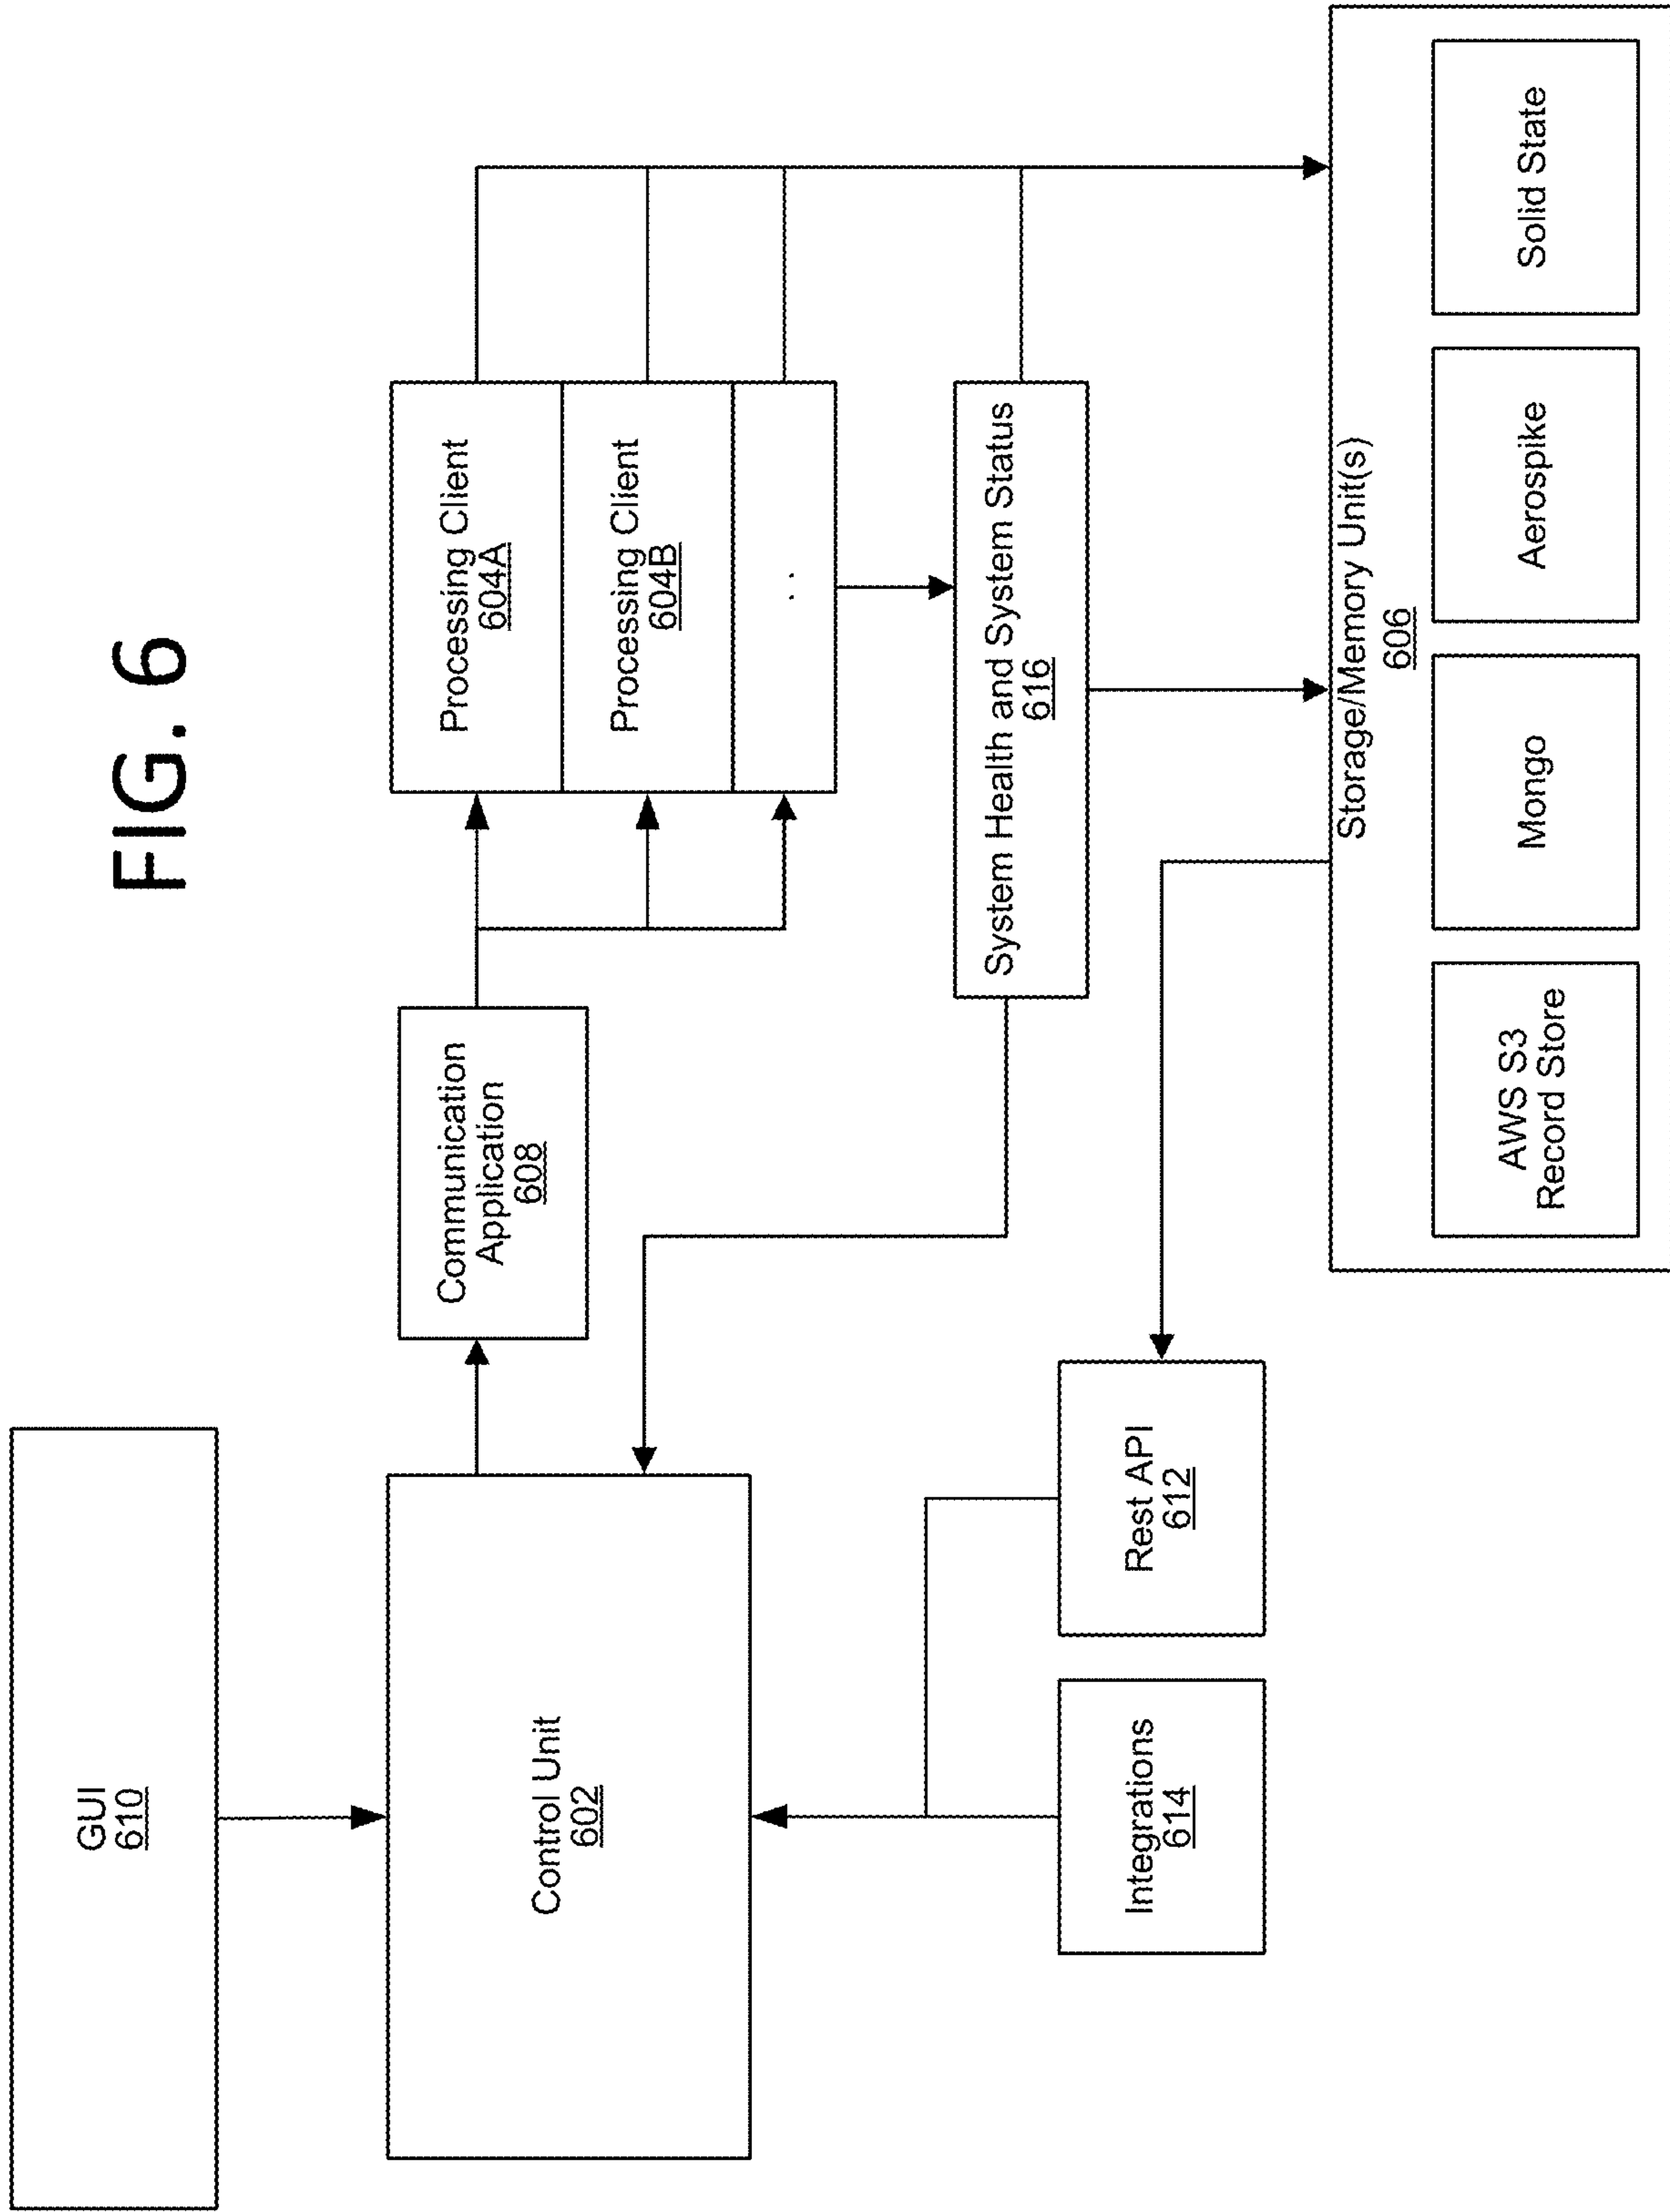 FIG. 6
GUI
610
Control Unit
602
Communication
Application
608
Processing Client
604A
Processing Client
604B
. .
System Health and System Status
616
Integrations
614
Rest API
612
Storage/Memory Unit(s)
606
AWS S3
Record Store
Mongo
Aerospike
Solid State